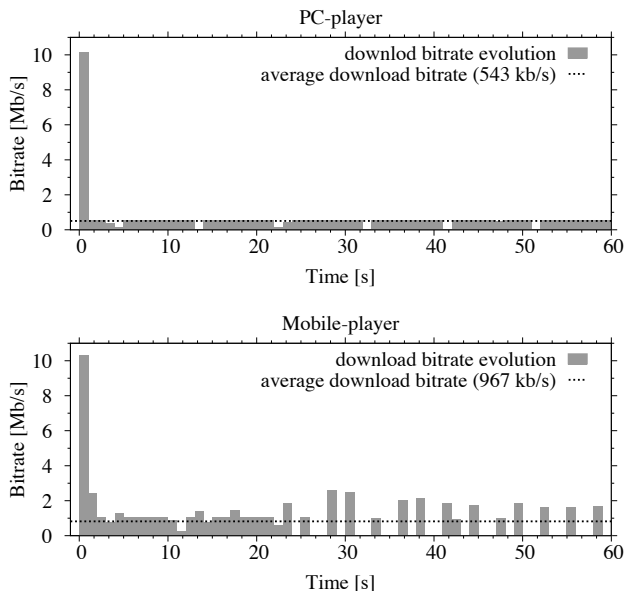 PC-player
10
8
6
4
2
0
Bitrate [Mb/s]
downlod bitrate evolution
average download bitrate (543 kb/s)
0 10 20 30 40 50 60
Time [s]
Mobile-player
10
8
6
4
2
0
Bitrate [Mb/s]
download bitrate evolution
average download bitrate (967 kb/s)
0 10 20 30 40 50 60
Time [s]